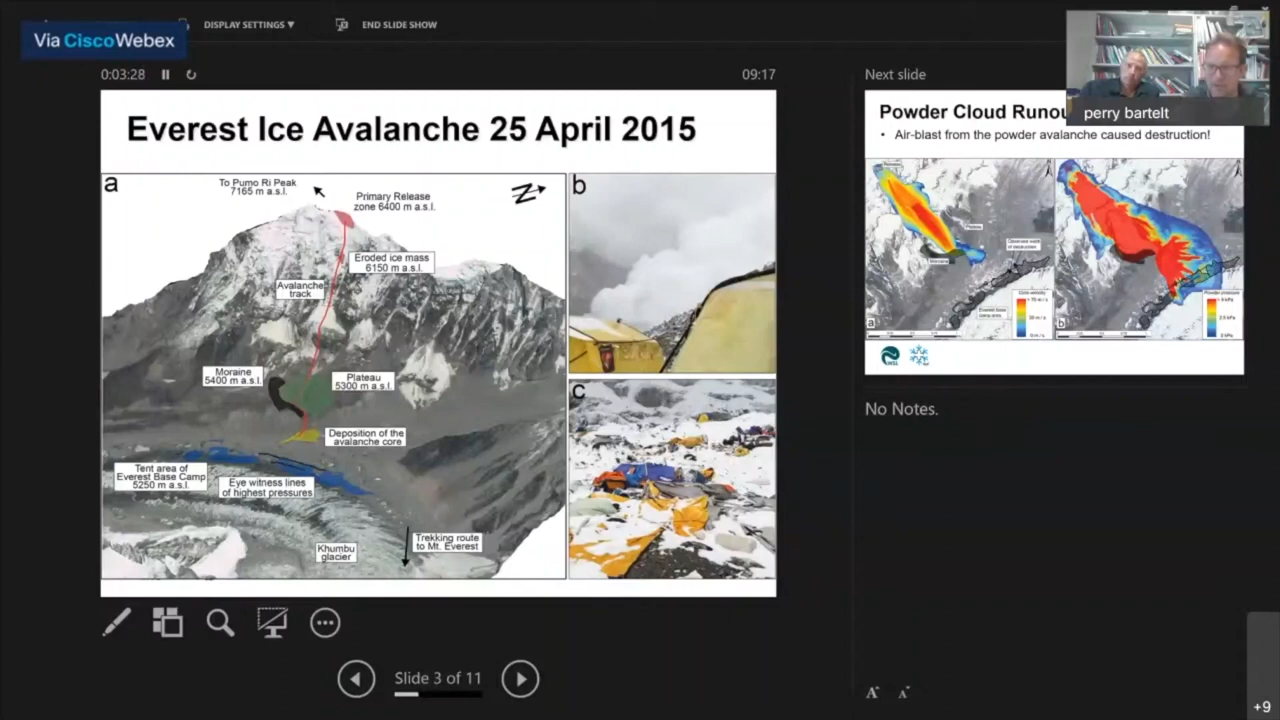 DISPLAY SETTINGS ▼
END SLIDE SHOW
Via CiscoWebex
0:03:28
09:17
Next slide
perry bartelt
Everest Ice Avalanche 25 April 2015
a
To Pumo Ri Peak
7165 m a.s.l.
Primary Release
zone 6400 m a.s.l.
N
Eroded ice mass
6150 m a.s.l.
Avalanche
track
Moraine
5400 m a.s.l.
Plateau
5300 m a.s.l.
Deposition of the
avalanche core
Tent area of
Everest Base Camp
5250 m a.s.l.
Eye witness lines
of highest pressures
Khumbu
glacier
Trekking route
to Mt. Everest
b
c
Powder Cloud Runou
• Air-blast from the powder avalanche caused destruction!
a
b
No Notes.
Slide 3 of 11
A
A
+9